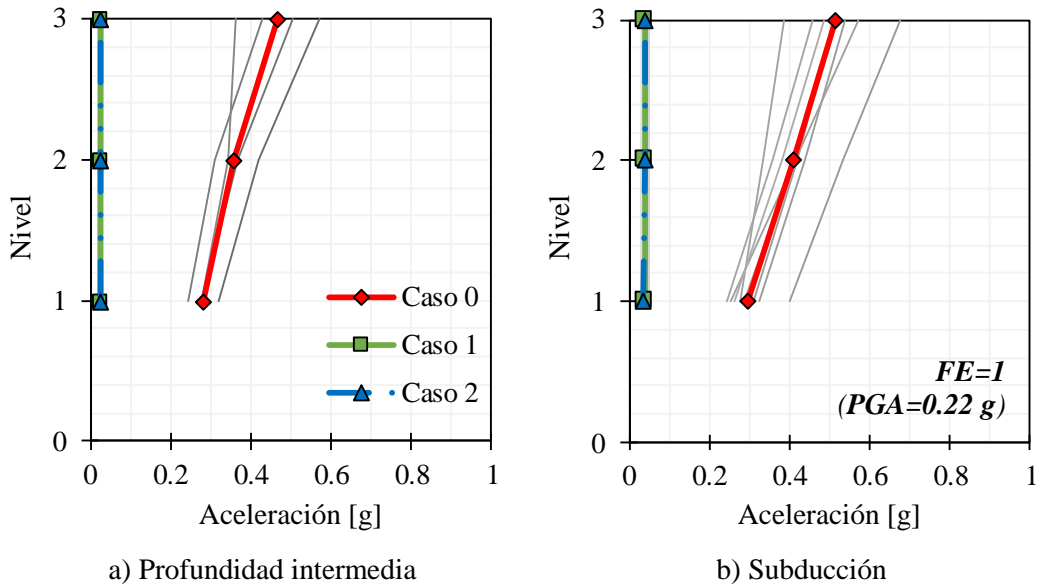 3
2
1
0
Nivel
0
0.2
0.4
0.6
0.8
1
Aceleración [g]
Caso 0
Caso 1
Caso 2
a) Profundidad intermedia
3
2
1
0
Nivel
0
0.2
0.4
0.6
0.8
1
Aceleración [g]
FE=1
(PGA=0.22 g)
b) Subducción